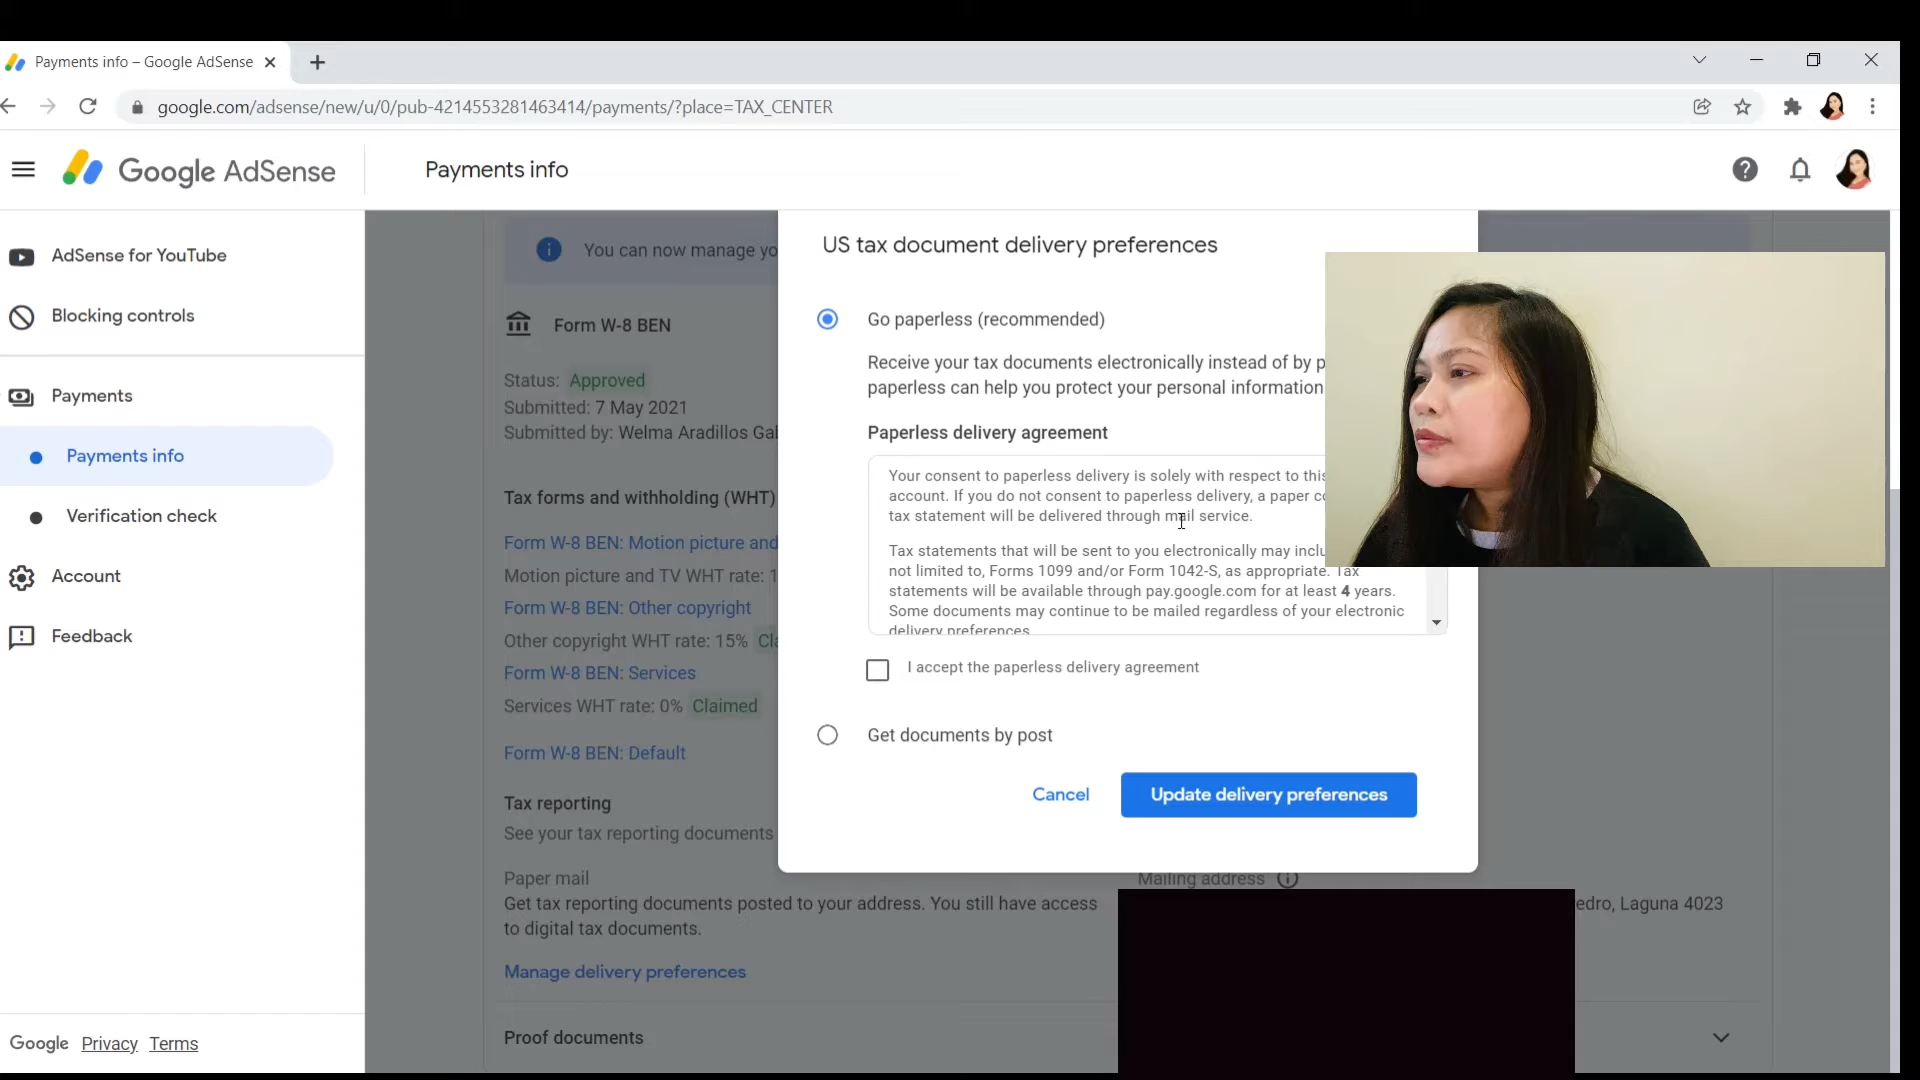 Payments info – Google AdSense
google.com/adsense/new/u/0/pub-4214553281463414/payments/?place=TAX_CENTER
Google AdSense
Payments info
AdSense for YouTube
Blocking controls
Payments
Payments info
Verification check
Account
Feedback
Google Privacy Terms
You can now manage yo
Form W-8 BEN
Status: Approved
Submitted: 7 May 2021
Submitted by: Welma Aradillos Gal
Tax forms and withholding (WHT)
Form W-8 BEN: Motion picture and
Motion picture and TV WHT rate: 1
Form W-8 BEN: Other copyright
Other copyright WHT rate: 15% Cla
Form W-8 BEN: Services
Services WHT rate: 0% Claimed
Form W-8 BEN: Default
Tax reporting
See your tax reporting documents
Paper mail
Get tax reporting documents posted to your address. You still have access
to digital tax documents.
Manage delivery preferences
Mailing address
edro, Laguna 4023
Proof documents
US tax document delivery preferences
Go paperless (recommended)
Receive your tax documents electronically instead of by p
paperless can help you protect your personal information
Paperless delivery agreement
Your consent to paperless delivery is solely with respect to this
account. If you do not consent to paperless delivery, a paper co
tax statement will be delivered through mail service.
Tax statements that will be sent to you electronically may inclu
not limited to, Forms 1099 and/or Form 1042-S, as appropriate. Tax
statements will be available through pay.google.com for at least 4 years.
Some documents may continue to be mailed regardless of your electronic
delivery preferences.
I accept the paperless delivery agreement
Get documents by post
Cancel
Update delivery preferences